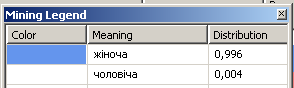 Mining Legend
Color Meaning Distribution
жіноча 0,996
чоловіча 0,004